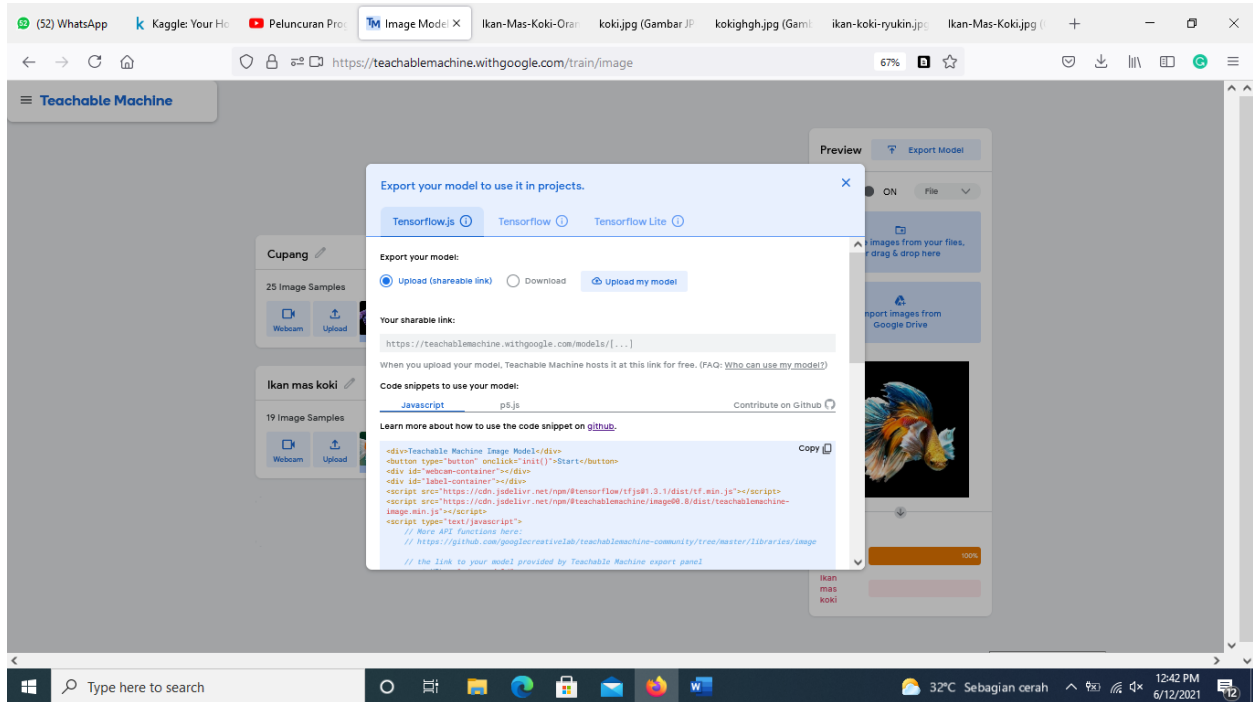 (52) WhatsApp
Kaggle: Your Ho
Peluncuran Prog
Image Model
Ikan-Mas-Koki-Oran
koki.jpg (Gambar JP
kokighgh.jpg (Gamb
ikan-koki-ryukin.jpg
Ikan-Mas-Koki.jpg (
https://teachablemachine.withgoogle.com/train/image
67%
Teachable Machine
Preview
Export Model
ON
File
images from your files,
drag & drop here
images from
Google Drive
Cupang
25 Image Samples
Webcam
Upload
Ikan mas koki
19 Image Samples
Webcam
Upload
Export your model to use it in projects.
Tensorflow.js
Tensorflow
Tensorflow Lite
Export your model:
Upload (shareable link)
Download
Upload my model
Your sharable link:
https://teachablemachine.withgoogle.com/models/[...]
When you upload your model, Teachable Machine hosts it at this link for free. (FAQ: Who can use my model?)
Code snippets to use your model:
Javascript
p5.js
Contribute on Github
Learn more about how to use the code snippet on github.
Copy
<div>Teachable Machine Image Model</div>
<button type="button" onclick="init()">Start</button>
<div id="webcam-container"></div>
<div id="label-container"></div>
<script src="https://cdn.jsdelivr.net/npm/@tensorflow/tfjs@1.3.1/dist/tf.min.js"></script>
<script src="https://cdn.jsdelivr.net/npm/@teachablemachine/image@0.8/dist/teachablemachine-
image.min.js"></script>
<script type="text/javascript">
// More API functions here:
// https://github.com/googlecreativelab/teachablemachine-community/tree/master/libraries/image
// the link to your model provided by Teachable Machine export panel
100%
Ikan
mas
koki
Type here to search
32°C Sebagian cerah
12:42 PM
6/12/2021
12